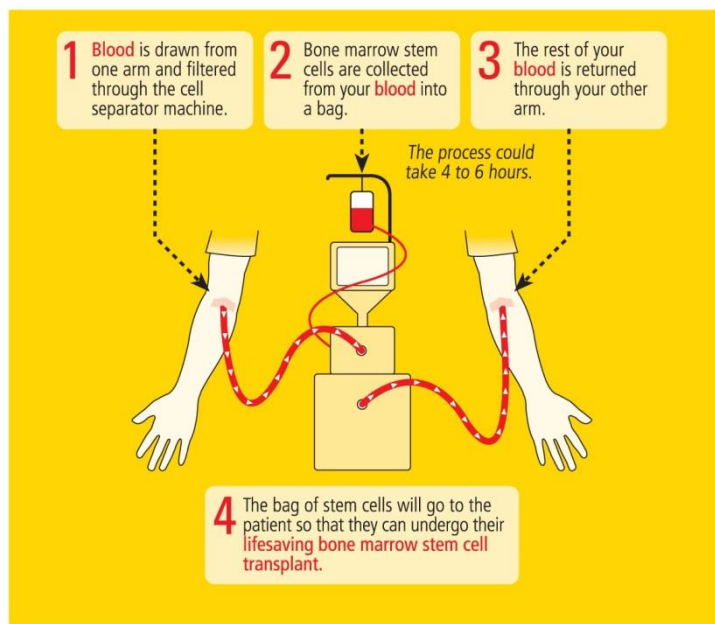 1
Blood is drawn from
one arm and filtered
through the cell
separator machine.
2
Bone marrow stem
cells are collected
from your blood into
a bag.
3
The rest of your
blood is returned
through your other
arm.
The process could
take 4 to 6 hours.
4
The bag of stem cells will go to the
patient so that they can undergo their
lifesaving bone marrow stem cell
transplant.